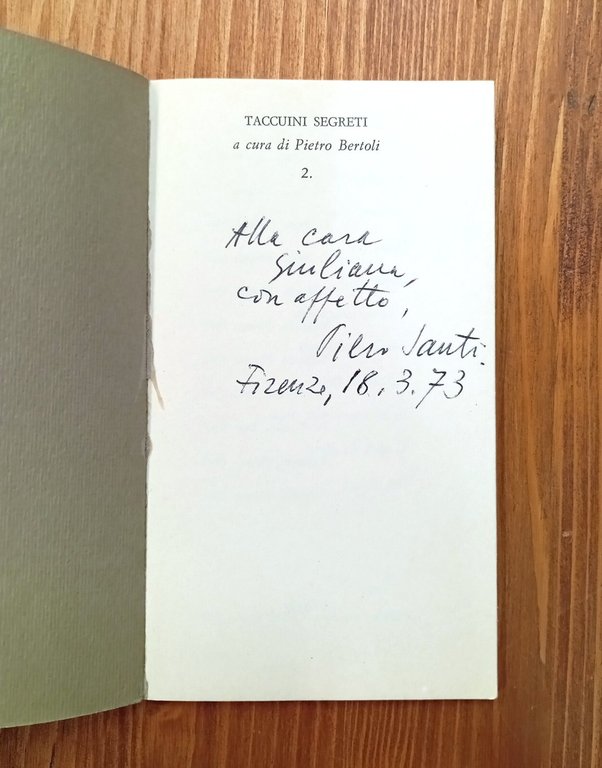 TACCUINI SEGRETI
a cura di Pietro Bertoli
2.
Alla cara
Giuliana,
con affetto,
Piero Santi.
Firenze, 18.3.73